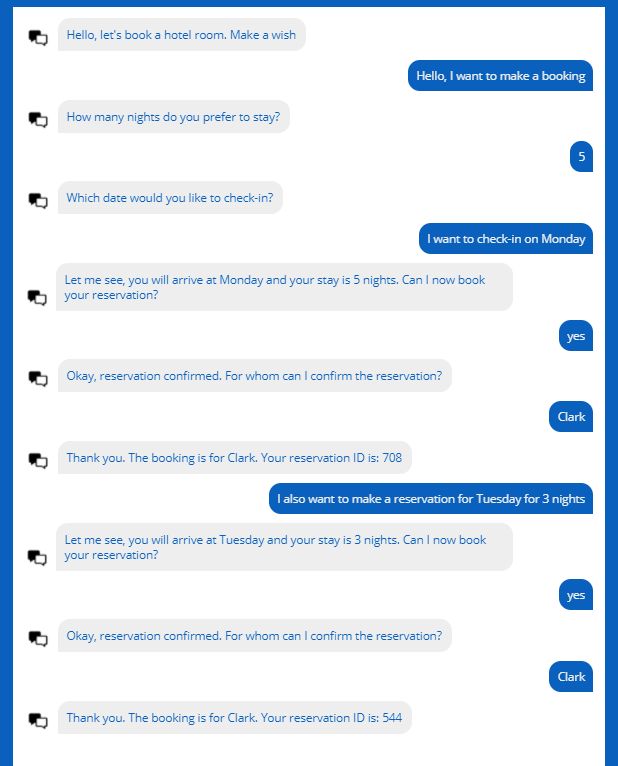 Hello, let's book a hotel room. Make a wish
Hello, I want to make a booking
How many nights do you prefer to stay?
5
Which date would you like to check-in?
I want to check-in on Monday
Let me see, you will arrive at Monday and your stay is 5 nights. Can I now book
your reservation?
yes
Okay, reservation confirmed. For whom can I confirm the reservation?
Clark
Thank you. The booking is for Clark. Your reservation ID is: 708
I also want to make a reservation for Tuesday for 3 nights
Let me see, you will arrive at Tuesday and your stay is 3 nights. Can I now book
your reservation?
yes
Okay, reservation confirmed. For whom can I confirm the reservation?
Clark
Thank you. The booking is for Clark. Your reservation ID is: 544